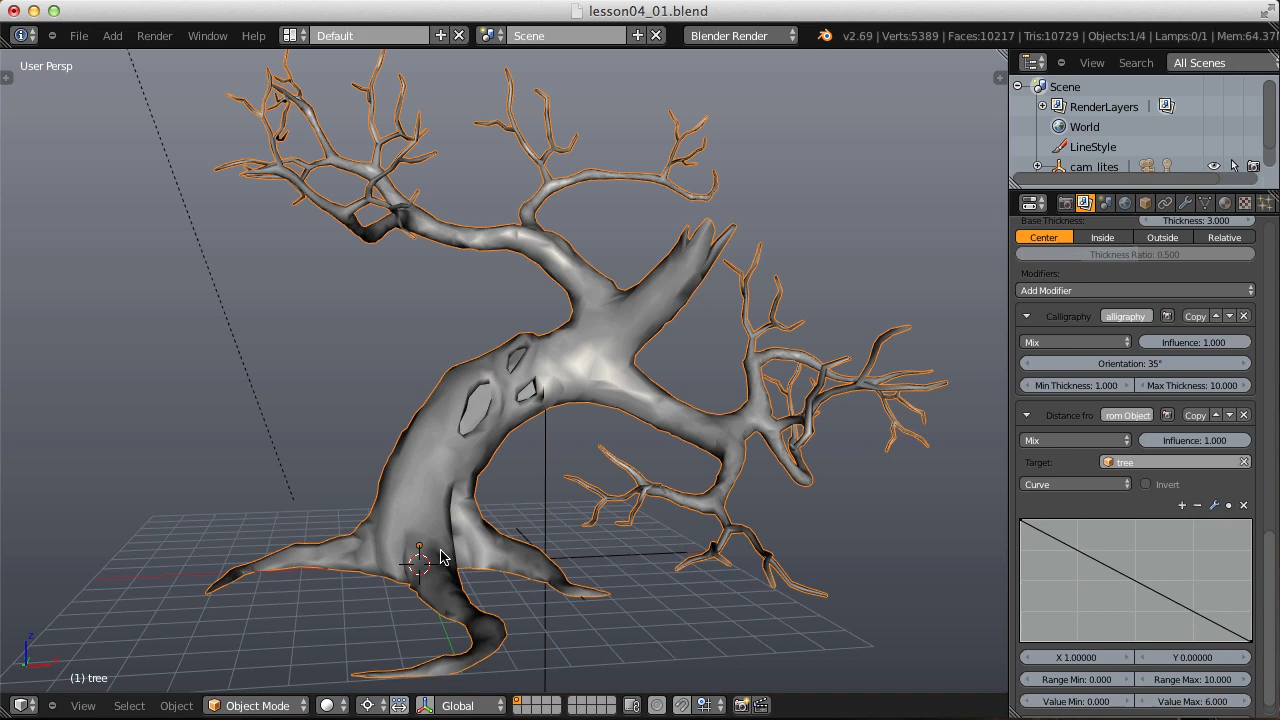 lesson04_01.blend
File Add Render Window Help Default Scene Blender Render v2.69 | Verts:5389 | Faces:10217 | Tris:10729 | Objects:1/4 | Lamps:0/1 | Mem:64.37
User Persp
View Search All Scenes
Scene
RenderLayers
World
LineStyle
cam_lites
Base Thickness: Thickness: 3.000
Center Inside Outside Relative
Thickness Ratio: 0.500
Modifiers:
Add Modifier
Calligraphy alligraphy Copy
Mix Influence: 1.000
Orientation: 35°
Min Thickness: 1.000 Max Thickness: 10.000
Distance fro rom Object Copy
Mix Influence: 1.000
Target: tree
Curve Invert
X 1.00000 Y 0.00000
Range Min: 0.000 Range Max: 10.000
Value Min: 0.000 Value Max: 6.000
z
(1) tree
View Select Object Object Mode Global